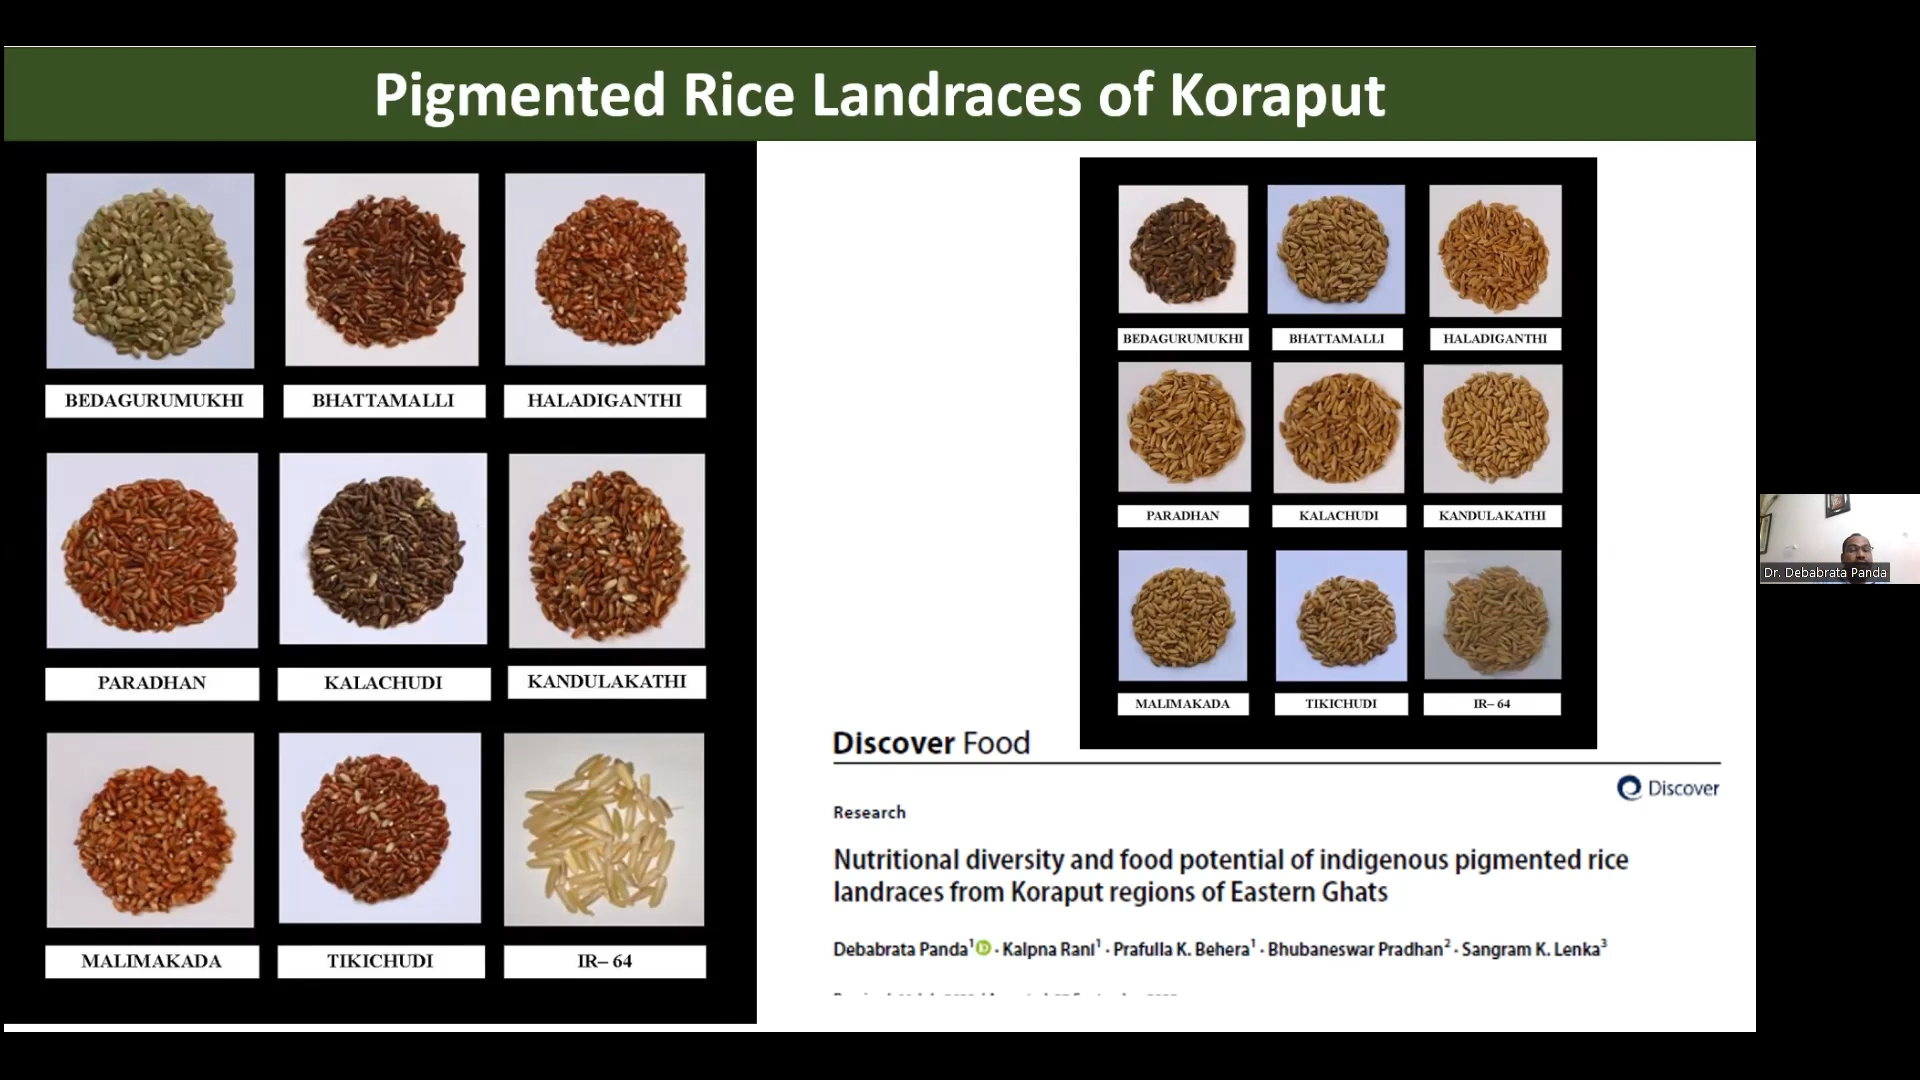 Pigmented Rice Landraces of Koraput
BEDAGURUMUKHI
BHATTAMALLI
HALADIGANTHI
PARADHAN
KALACHUDI
KANDULAKATHI
MALIMAKADA
TIKICHUDI
IR– 64
BEDAGURUMUKHI
BHATTAMALLI
HALADIGANTHI
PARADHAN
KALACHUDI
KANDULAKATHI
MALIMAKADA
TIKICHUDI
IR– 64
Discover Food
Discover
Research
Nutritional diversity and food potential of indigenous pigmented rice
landraces from Koraput regions of Eastern Ghats
Debabrata Panda¹ · Kalpna Rani¹ · Prafulla K. Behera¹ · Bhubaneswar Pradhan² · Sangram K. Lenka³
Dr. Debabrata Panda